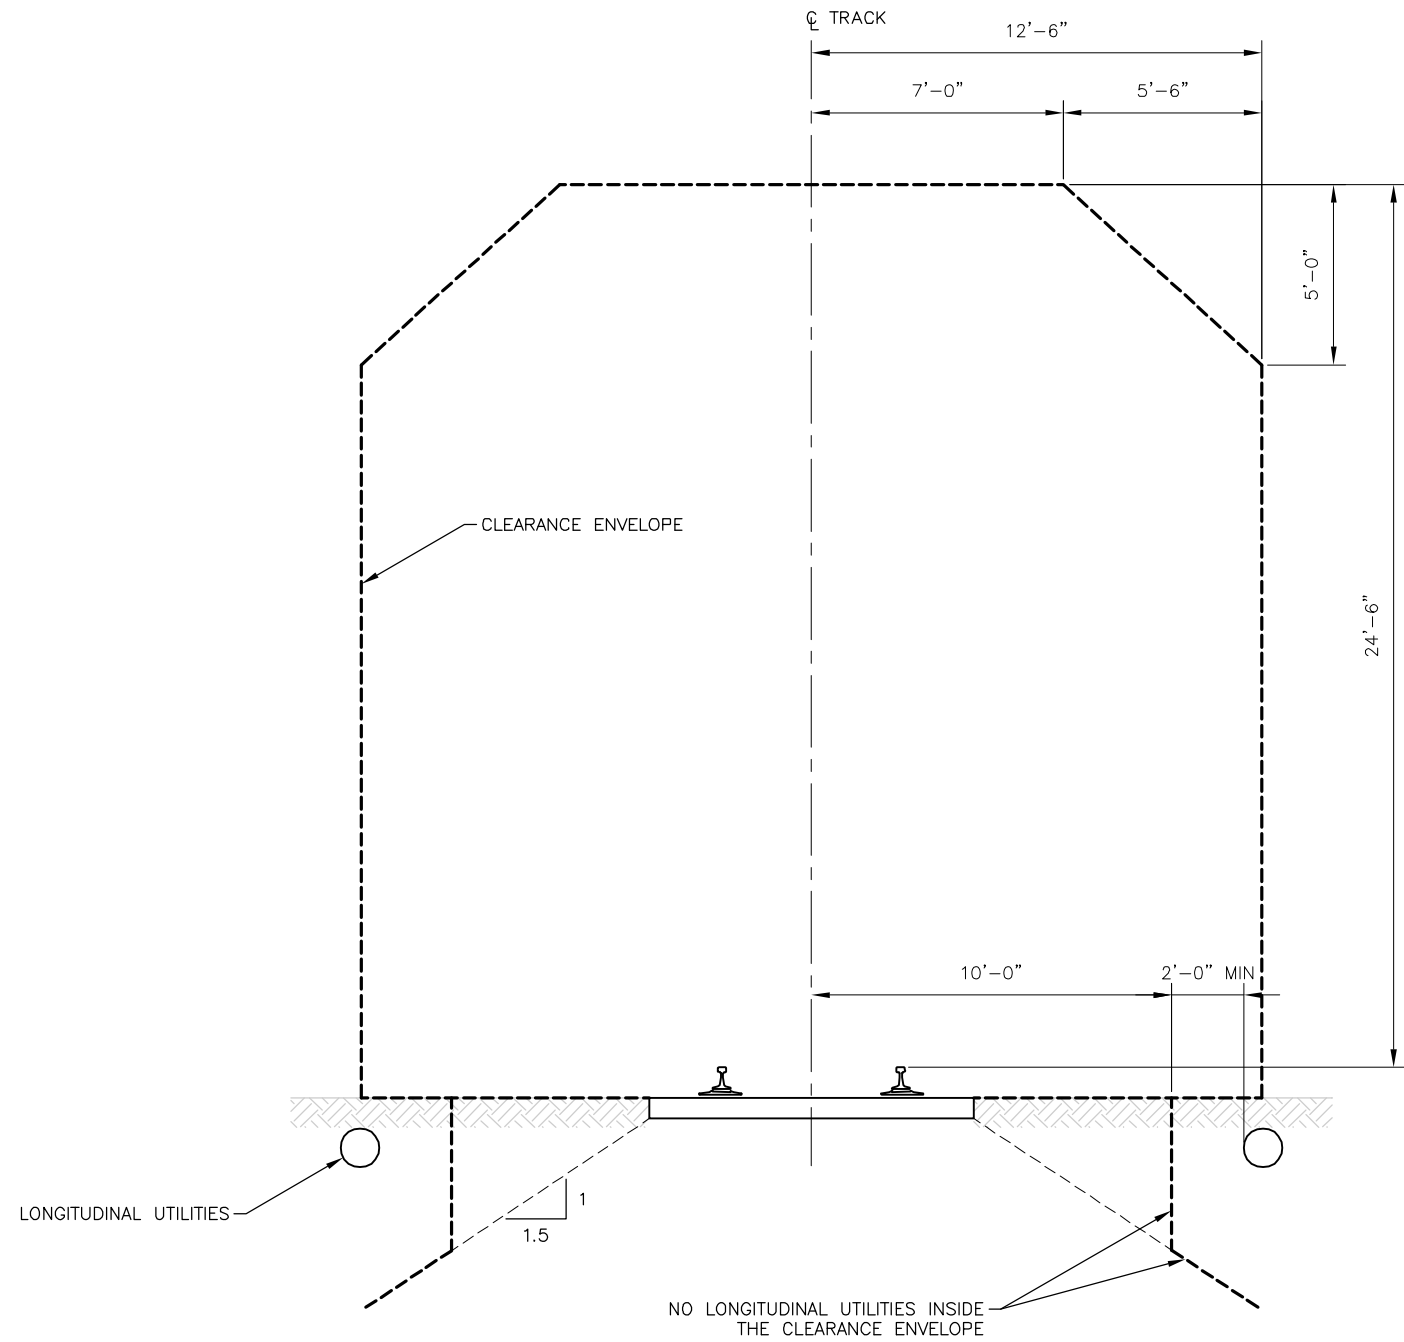 ℄ TRACK
12'-6"
7'-0"
5'-6"
5'-0"
CLEARANCE ENVELOPE
24'-6"
10'-0"
2'-0" MIN
LONGITUDINAL UTILITIES
1
1.5
NO LONGITUDINAL UTILITIES INSIDE
THE CLEARANCE ENVELOPE